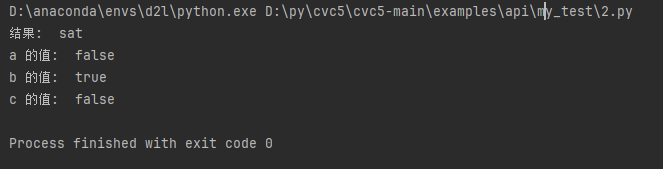 D:\anaconda\envs\d2l\python.exe D:\py\cvc5\cvc5-main\examples\api\my_test\2.py
结果:  sat
a 的值:  false
b 的值:  true
c 的值:  false
Process finished with exit code 0